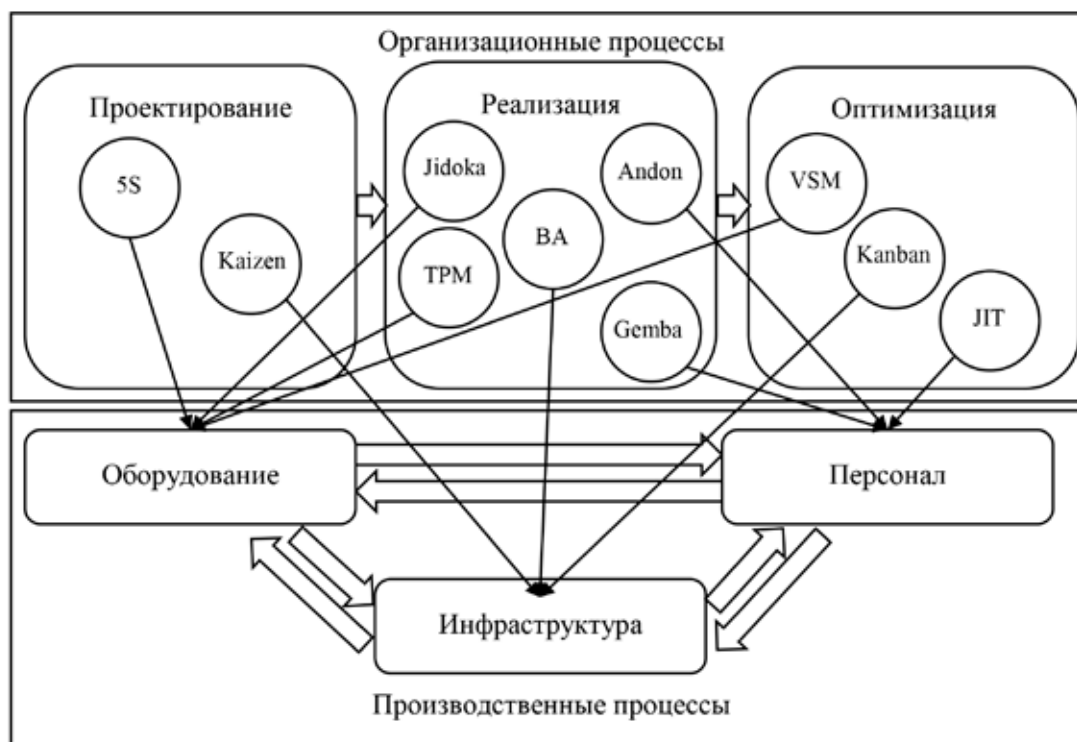 Организационные процессы
Проектирование
Реализация
Оптимизация
5S
Kaizen
Jidoka
Andon
BA
TPM
Gemba
VSM
Kanban
JIT
Оборудование
Персонал
Инфраструктура
Производственные процессы